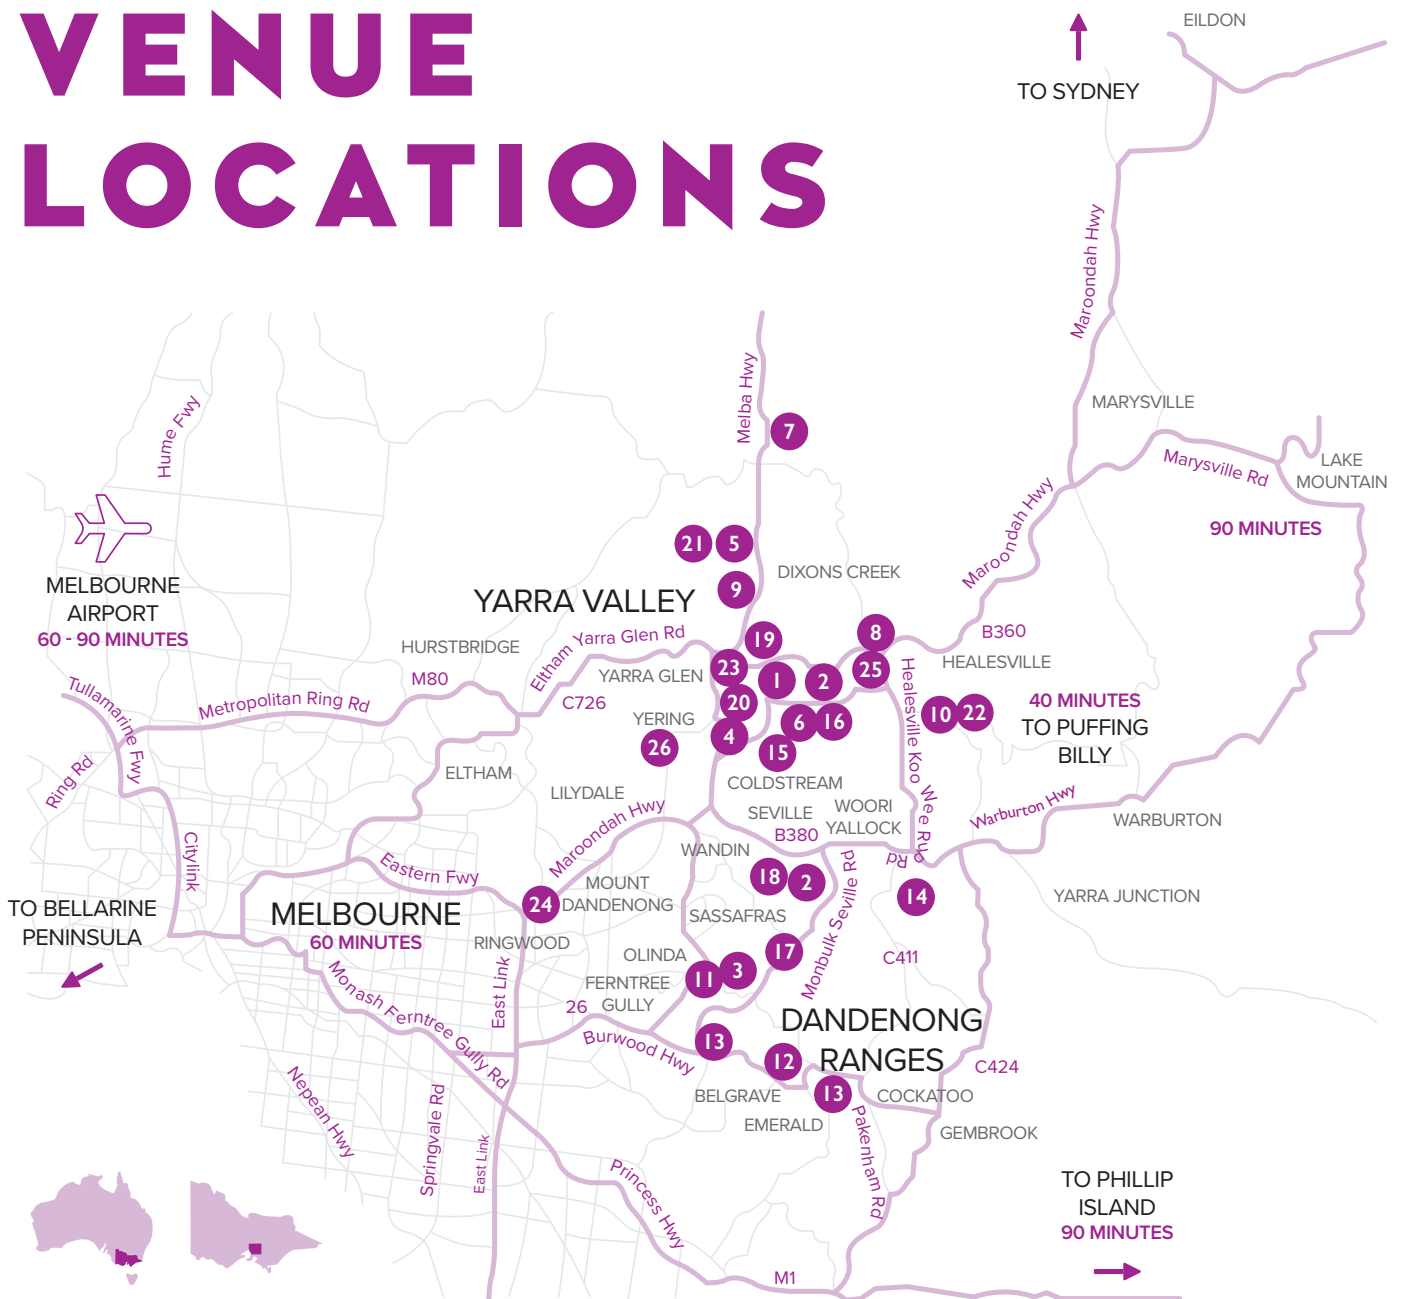 VENUE
LOCATIONS
EILDON
TO SYDNEY
Maroondah Hwy
Melba Hwy
7
MARYSVILLE
Hume Fwy
Marysville Rd
LAKE
MOUNTAIN
90 MINUTES
Maroondah Hwy
21
5
9
DIXONS CREEK
MELBOURNE
AIRPORT
60 - 90 MINUTES
YARRA VALLEY
HURSTBRIDGE
M80
Eltham Yarra Glen Rd
C726
19
8
B360
HEALESVILLE
YARRA GLEN
23
1
2
25
20
YERING
26
4
6
16
15
Healesville Koo Wee Rup Rd
10
22
40 MINUTES
TO PUFFING
BILLY
Tullamarine Fwy
Metropolitan Ring Rd
Ring Rd
ELTHAM
LILYDALE
COLDSTREAM
SEVILLE
WOORI
YALLOCK
B380
Maroondah Hwy
Warburton Hwy
WARBURTON
Citylink
Eastern Fwy
WANDIN
18
2
14
YARRA JUNCTION
TO BELLARINE
PENINSULA
MELBOURNE
60 MINUTES
24
MOUNT
DANDENONG
RINGWOOD
SASSAFRAS
Monbulk Seville Rd
17
OLINDA
11
3
C411
FERNTREE
GULLY
26
East Link
Monash Ferntree Gully Rd
Burwood Hwy
13
DANDENONG
RANGES
12
13
C424
BELGRAVE
COCKATOO
EMERALD
GEMBROOK
Pakenham Rd
Nepean Hwy
Springvale Rd
East Link
Princess Hwy
M1
TO PHILLIP
ISLAND
90 MINUTES